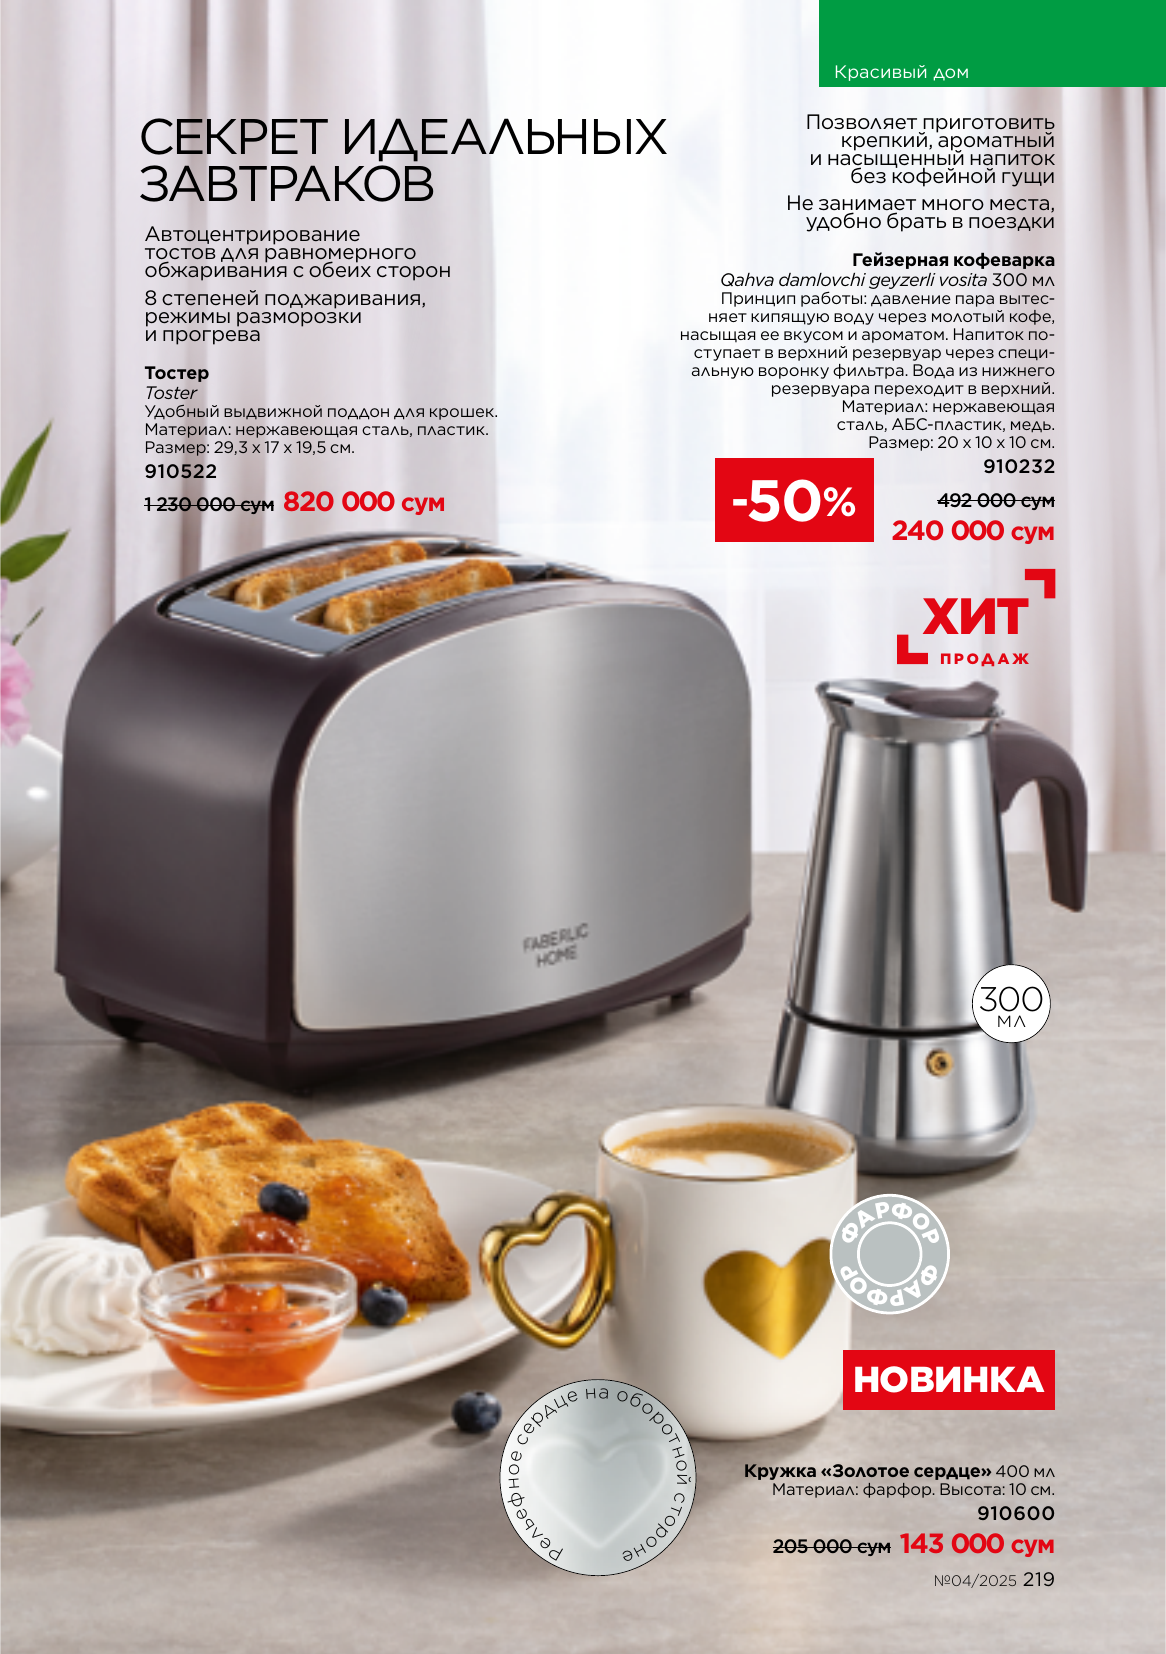 Красивый дом
СЕКРЕТ ИДЕАЛЬНЫХ
ЗАВТРАКОВ
Автоцентрирование
тостов для равномерного
обжаривания с обеих сторон
8 степеней поджаривания,
режимы разморозки
и прогрева
Тостер
Toster
Удобный выдвижной поддон для крошек.
Материал: нержавеющая сталь, пластик.
Размер: 29,3 х 17 х 19,5 см.
910522
1 230 000 сум 820 000 сум
Позволяет приготовить
крепкий, ароматный
и насыщенный напиток
без кофейной гущи
Не занимает много места,
удобно брать в поездки
Гейзерная кофеварка
Qahva damlovchi geyzerli vosita 300 мл
Принцип работы: давление пара вытес-
няет кипящую воду через молотый кофе,
насыщая ее вкусом и ароматом. Напиток по-
ступает в верхний резервуар через специ-
альную воронку фильтра. Вода из нижнего
резервуара переходит в верхний.
Материал: нержавеющая
сталь, АБС-пластик, медь.
Размер: 20 х 10 х 10 см.
910232
-50%
492 000 сум
240 000 сум
ХИТ
ПРОДАЖ
FABERLIC
HOME
300
МЛ
ФАРФОР
ФАРФОР
НОВИНКА
Рельефное сердце на оборотной стороне
Кружка «Золотое сердце» 400 мл
Материал: фарфор. Высота: 10 см.
910600
205 000 сум 143 000 сум
№04/2025 219